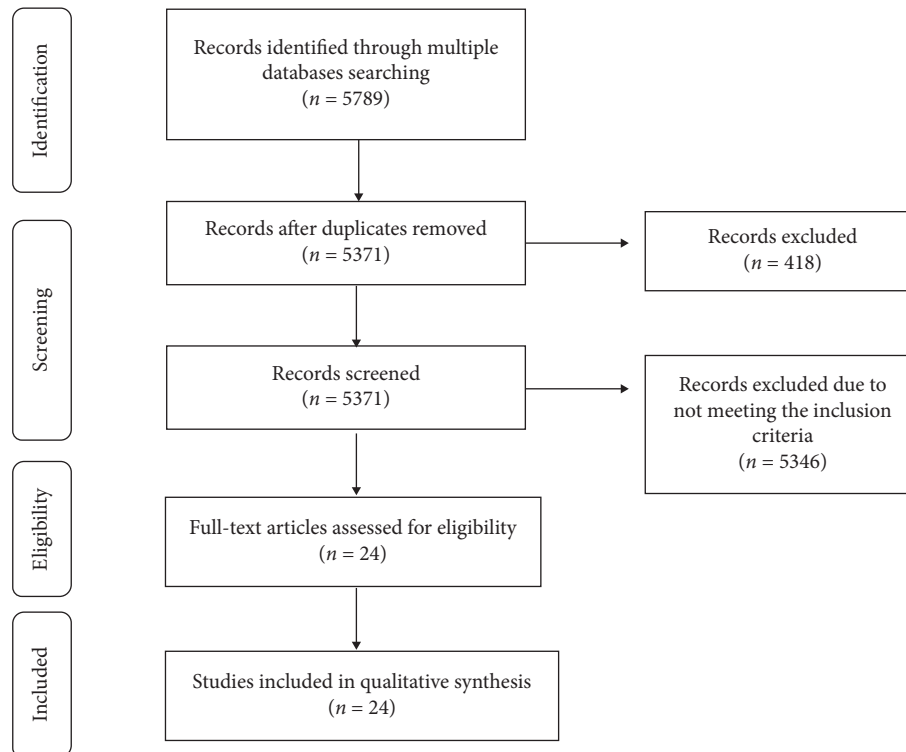 Identification
Records identified through multiple
databases searching
(n = 5789)
Screening
Records after duplicates removed
(n = 5371)
Records excluded
(n = 418)
Records screened
(n = 5371)
Records excluded due to
not meeting the inclusion
criteria
(n = 5346)
Eligibility
Full-text articles assessed for eligibility
(n = 24)
Included
Studies included in qualitative synthesis
(n = 24)